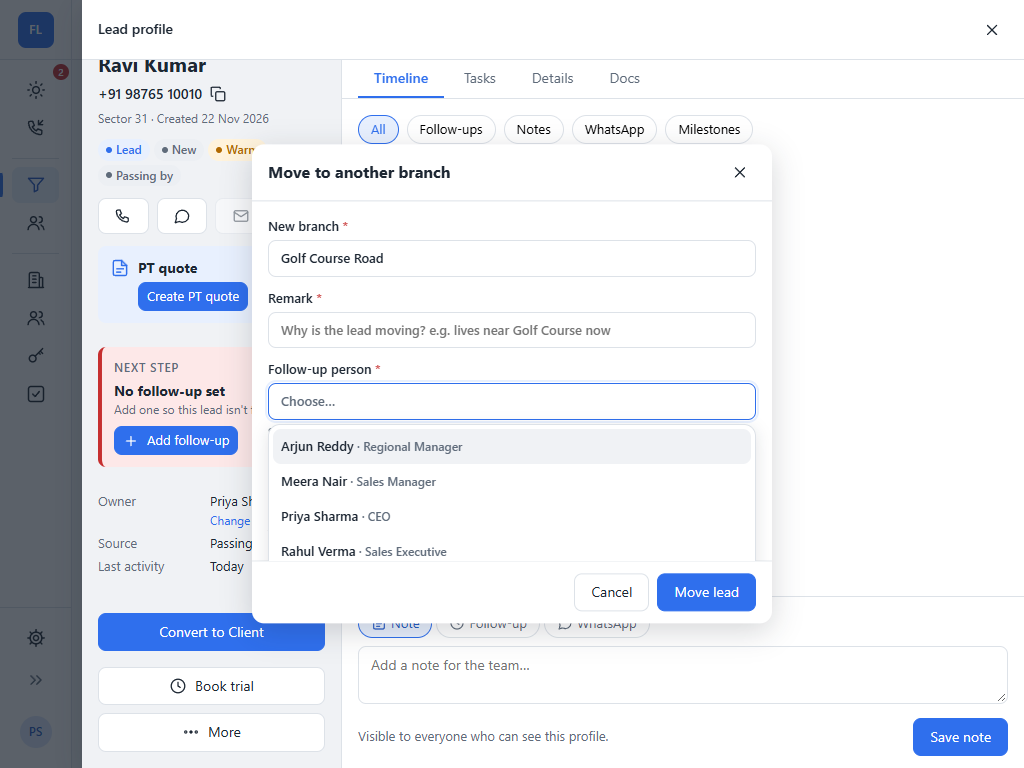 FL
Lead profile
2
Ravi Kumar
+91 98765 10010
Sector 31 · Created 22 Nov 2026
Lead
New
Warm
Passing by
PT quote
Create PT quote
NEXT STEP
No follow-up set
Add one so this lead isn't
Add follow-up
Owner
Priya Sh
Change
Source
Passing
Last activity
Today
Convert to Client
Book trial
More
PS
Timeline
Tasks
Details
Docs
All
Follow-ups
Notes
WhatsApp
Milestones
Move to another branch
New branch *
Golf Course Road
Remark *
Why is the lead moving? e.g. lives near Golf Course now
Follow-up person *
Choose...
Arjun Reddy · Regional Manager
Meera Nair · Sales Manager
Priya Sharma · CEO
Rahul Verma · Sales Executive
Cancel
Move lead
Note
Follow-up
WhatsApp
Add a note for the team...
Visible to everyone who can see this profile.
Save note